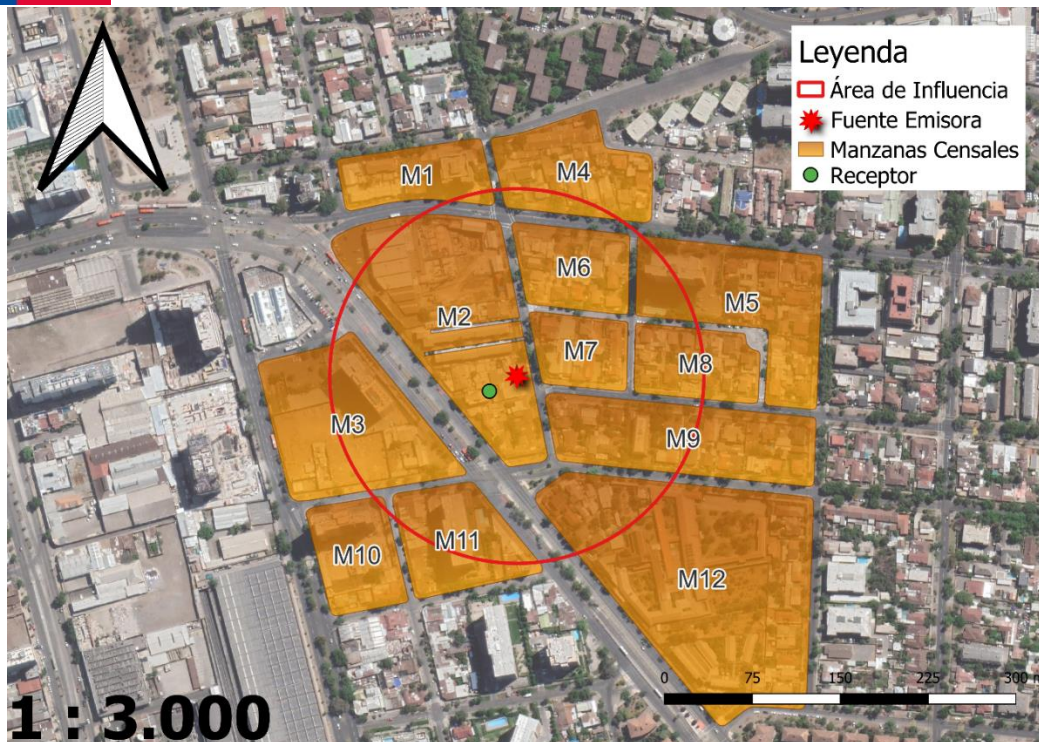 Leyenda
Área de Influencia
Fuente Emisora
Manzanas Censales
Receptor
M1
M4
M6
M5
M2
M7
M8
M3
M9
M11
M10
M12
0 75 150 225 300 m
1 : 3.000